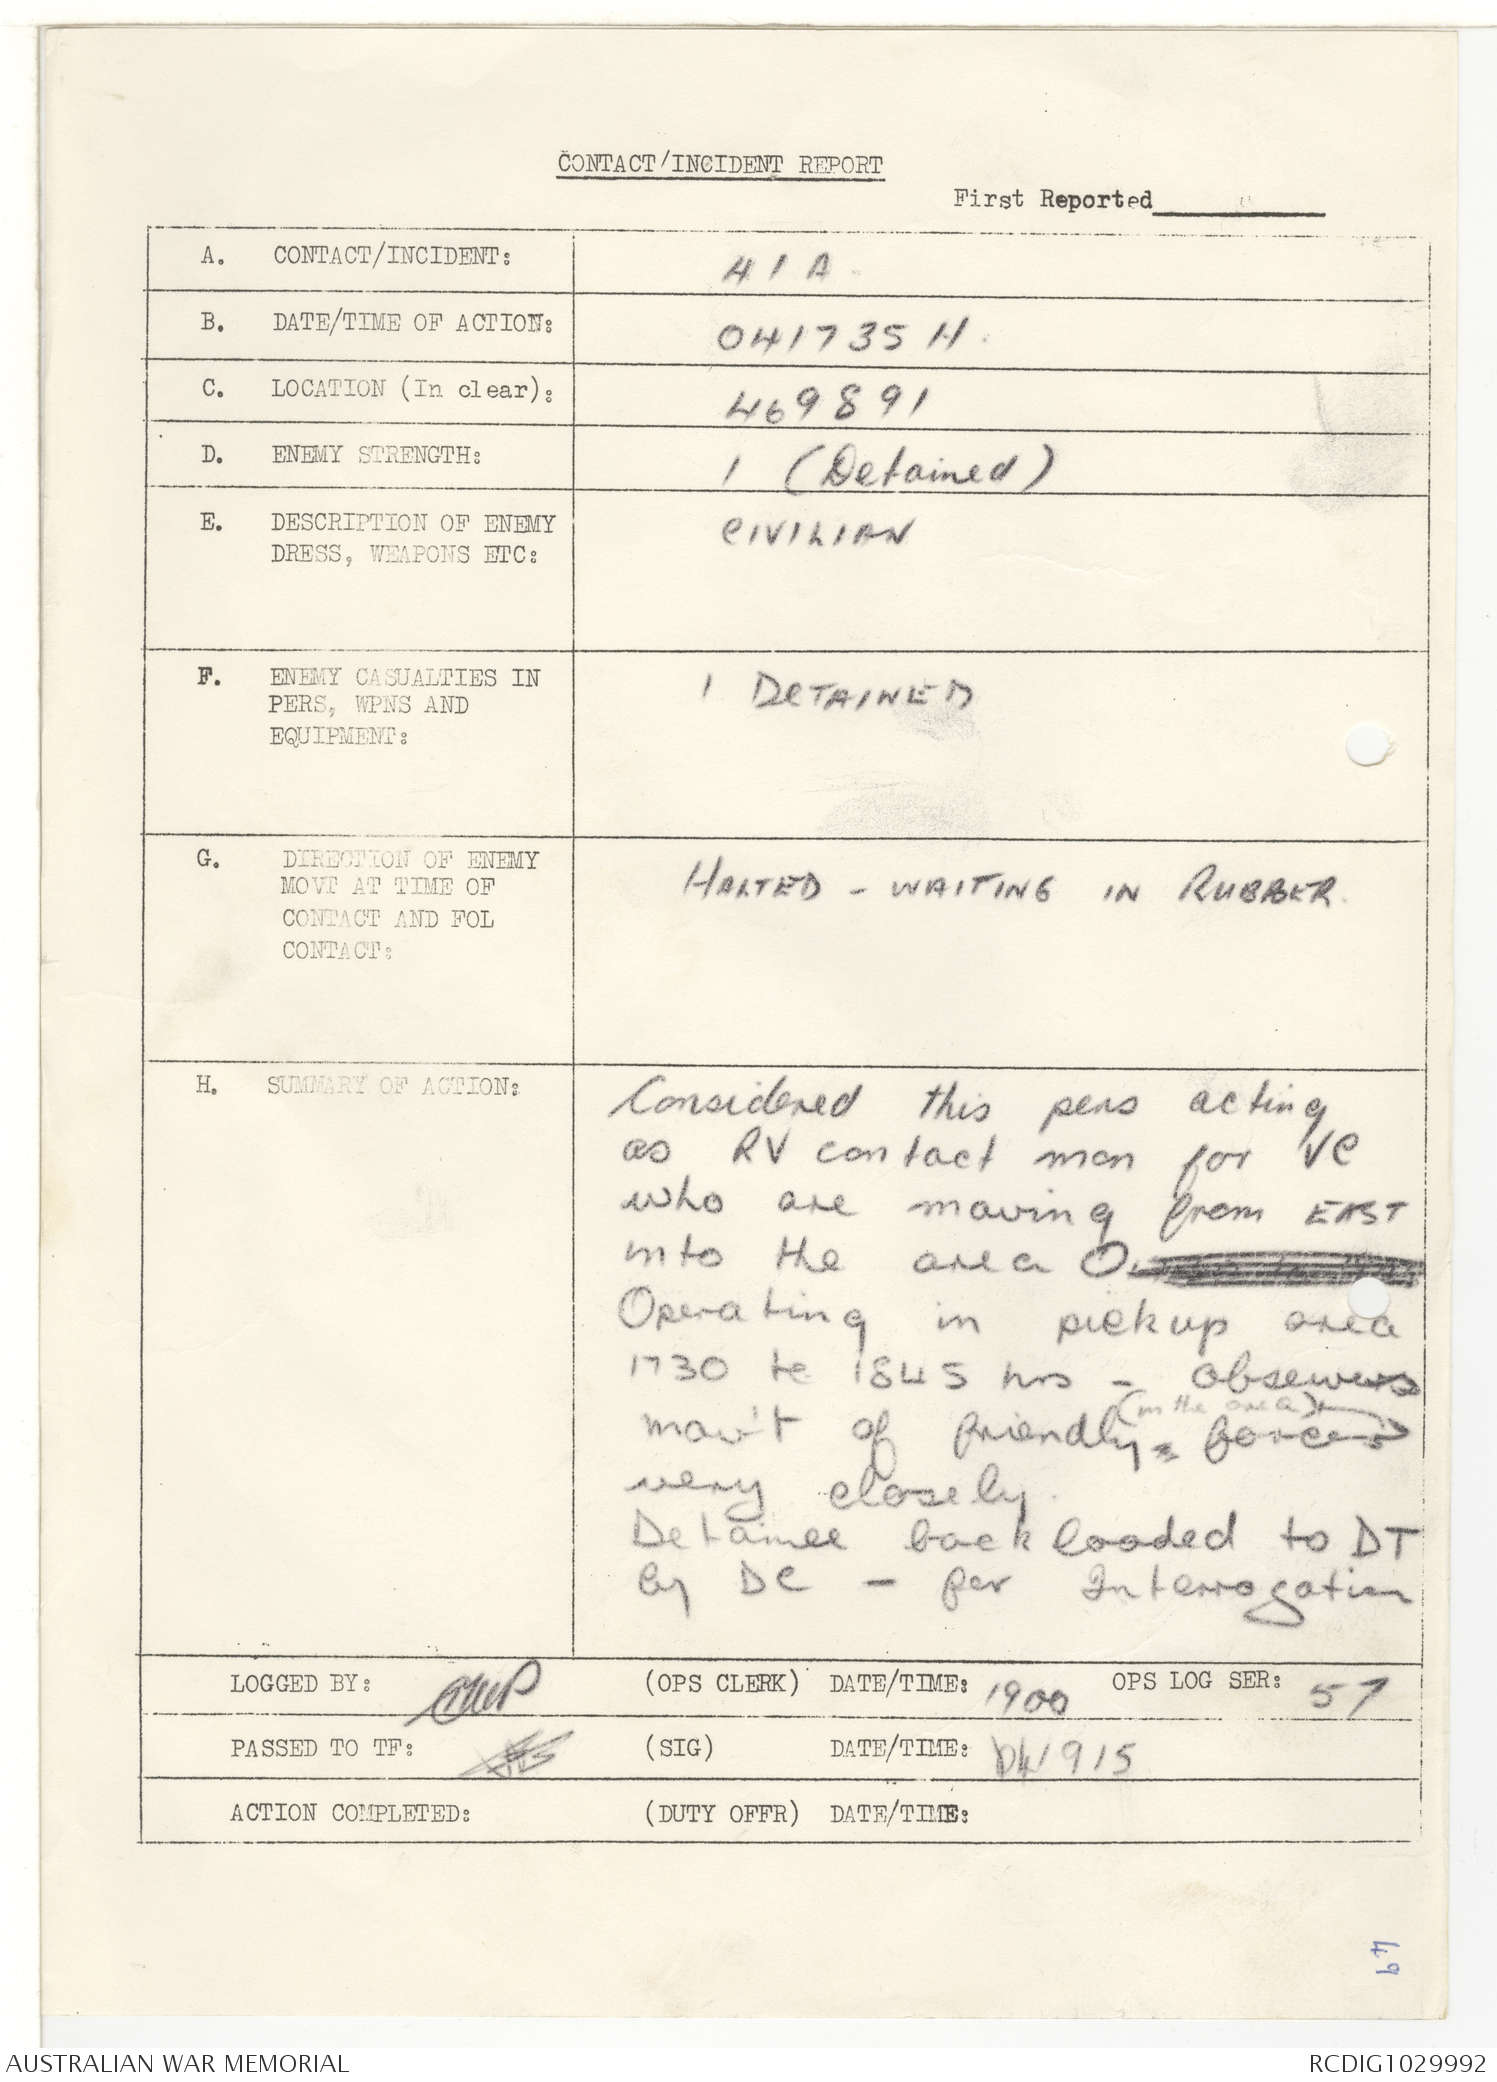 CONTACT/INCIDENT REPORT
First Reported
A. CONTACT/INCIDENT: 41A
B. DATE/TIME OF ACTION: 041735 H.
C. LOCATION (In clear): 469891
D. ENEMY STRENGTH: 1 (Detained)
E. DESCRIPTION OF ENEMY CIVILIAN
DRESS, WEAPONS ETC:
F. ENEMY CASUALTIES IN 1 DETAINED
PERS, WPNS AND
EQUIPMENT:
G. DIRECTION OF ENEMY HALTED - WAITING IN RUBBER.
MOVT AT TIME OF
CONTACT AND FOL
CONTACT:
H. SUMMARY OF ACTION: Considered this pers acting
as RV contact man for VC
who are moving from EAST
into the area
Operating in pickup area
1730 to 1845 hrs - observes
mov't of friendly forces (in the area)
very closely.
Detainee back loaded to DT
by DC - for Interrogation
LOGGED BY: (OPS CLERK) DATE/TIME: 1900 OPS LOG SER: 57
PASSED TO TF: (SIG) DATE/TIME: 1915
ACTION COMPLETED: (DUTY OFFR) DATE/TIME:
AUSTRALIAN WAR MEMORIAL
RCDIG1029992